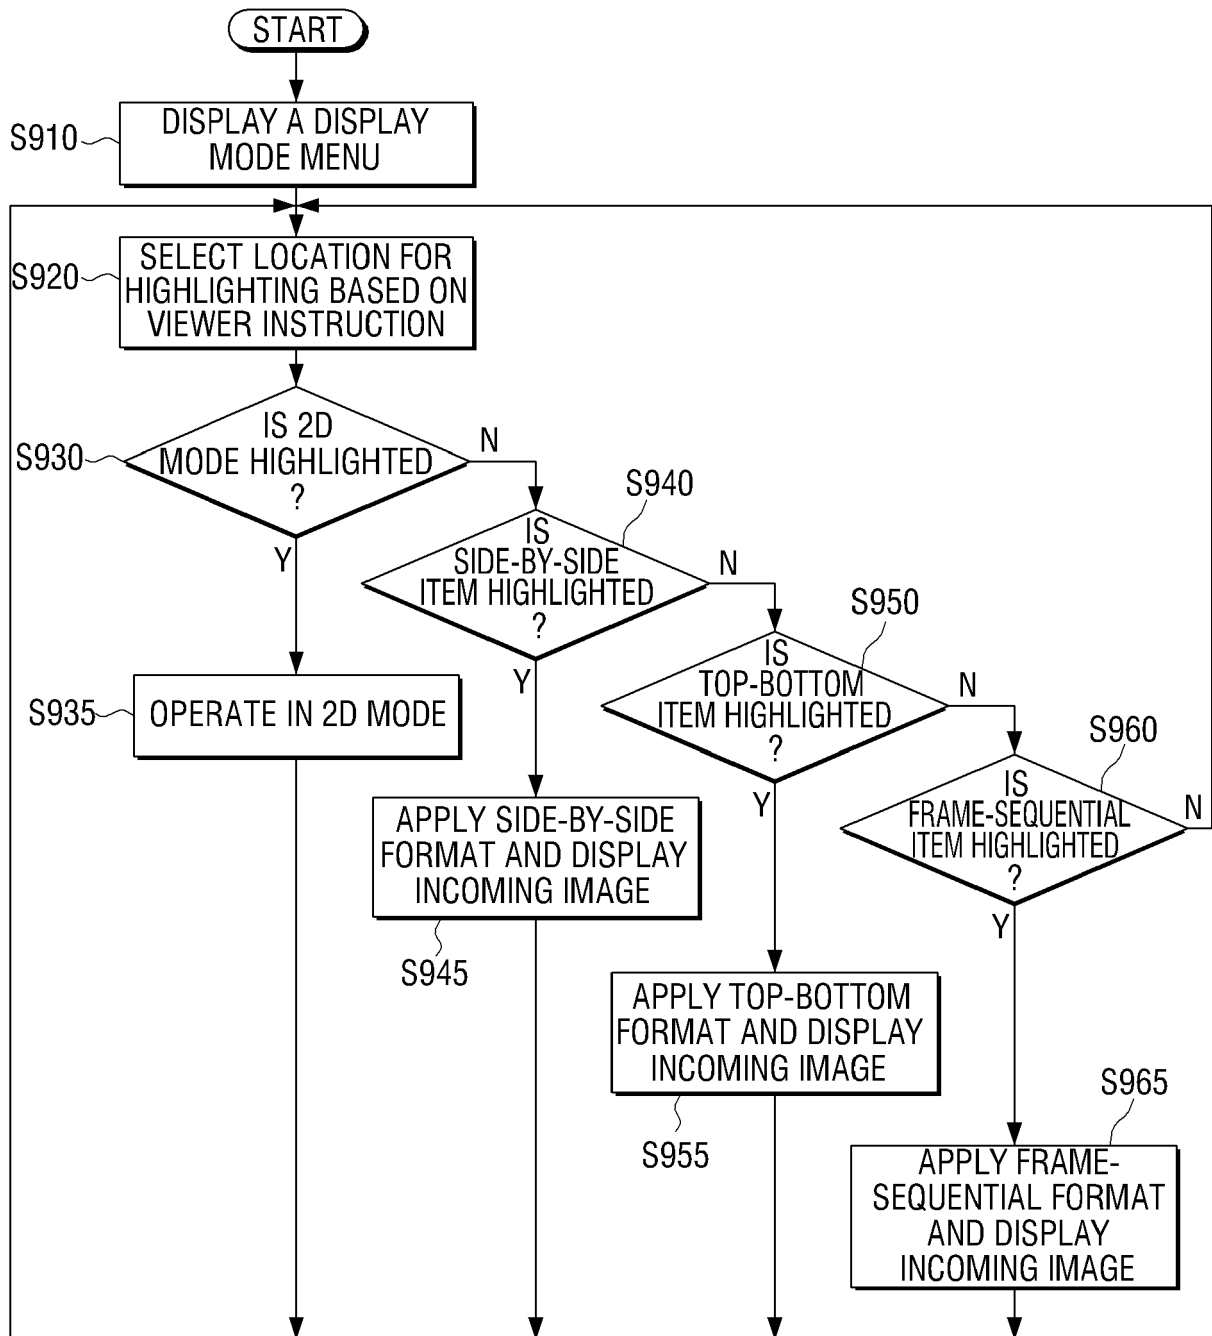 START
S910
DISPLAY A DISPLAY
MODE MENU
S920
SELECT LOCATION FOR
HIGHLIGHTING BASED ON
VIEWER INSTRUCTION
S930
IS 2D
MODE HIGHLIGHTED
?
N
Y
S940
IS
SIDE-BY-SIDE
ITEM HIGHLIGHTED
?
N
Y
S950
IS
TOP-BOTTOM
ITEM HIGHLIGHTED
?
N
Y
S935
OPERATE IN 2D MODE
S960
IS
FRAME-SEQUENTIAL
ITEM HIGHLIGHTED
?
N
Y
APPLY SIDE-BY-SIDE
FORMAT AND DISPLAY
INCOMING IMAGE
S945
APPLY TOP-BOTTOM
FORMAT AND DISPLAY
INCOMING IMAGE
S955
S965
APPLY FRAME-
SEQUENTIAL FORMAT
AND DISPLAY
INCOMING IMAGE